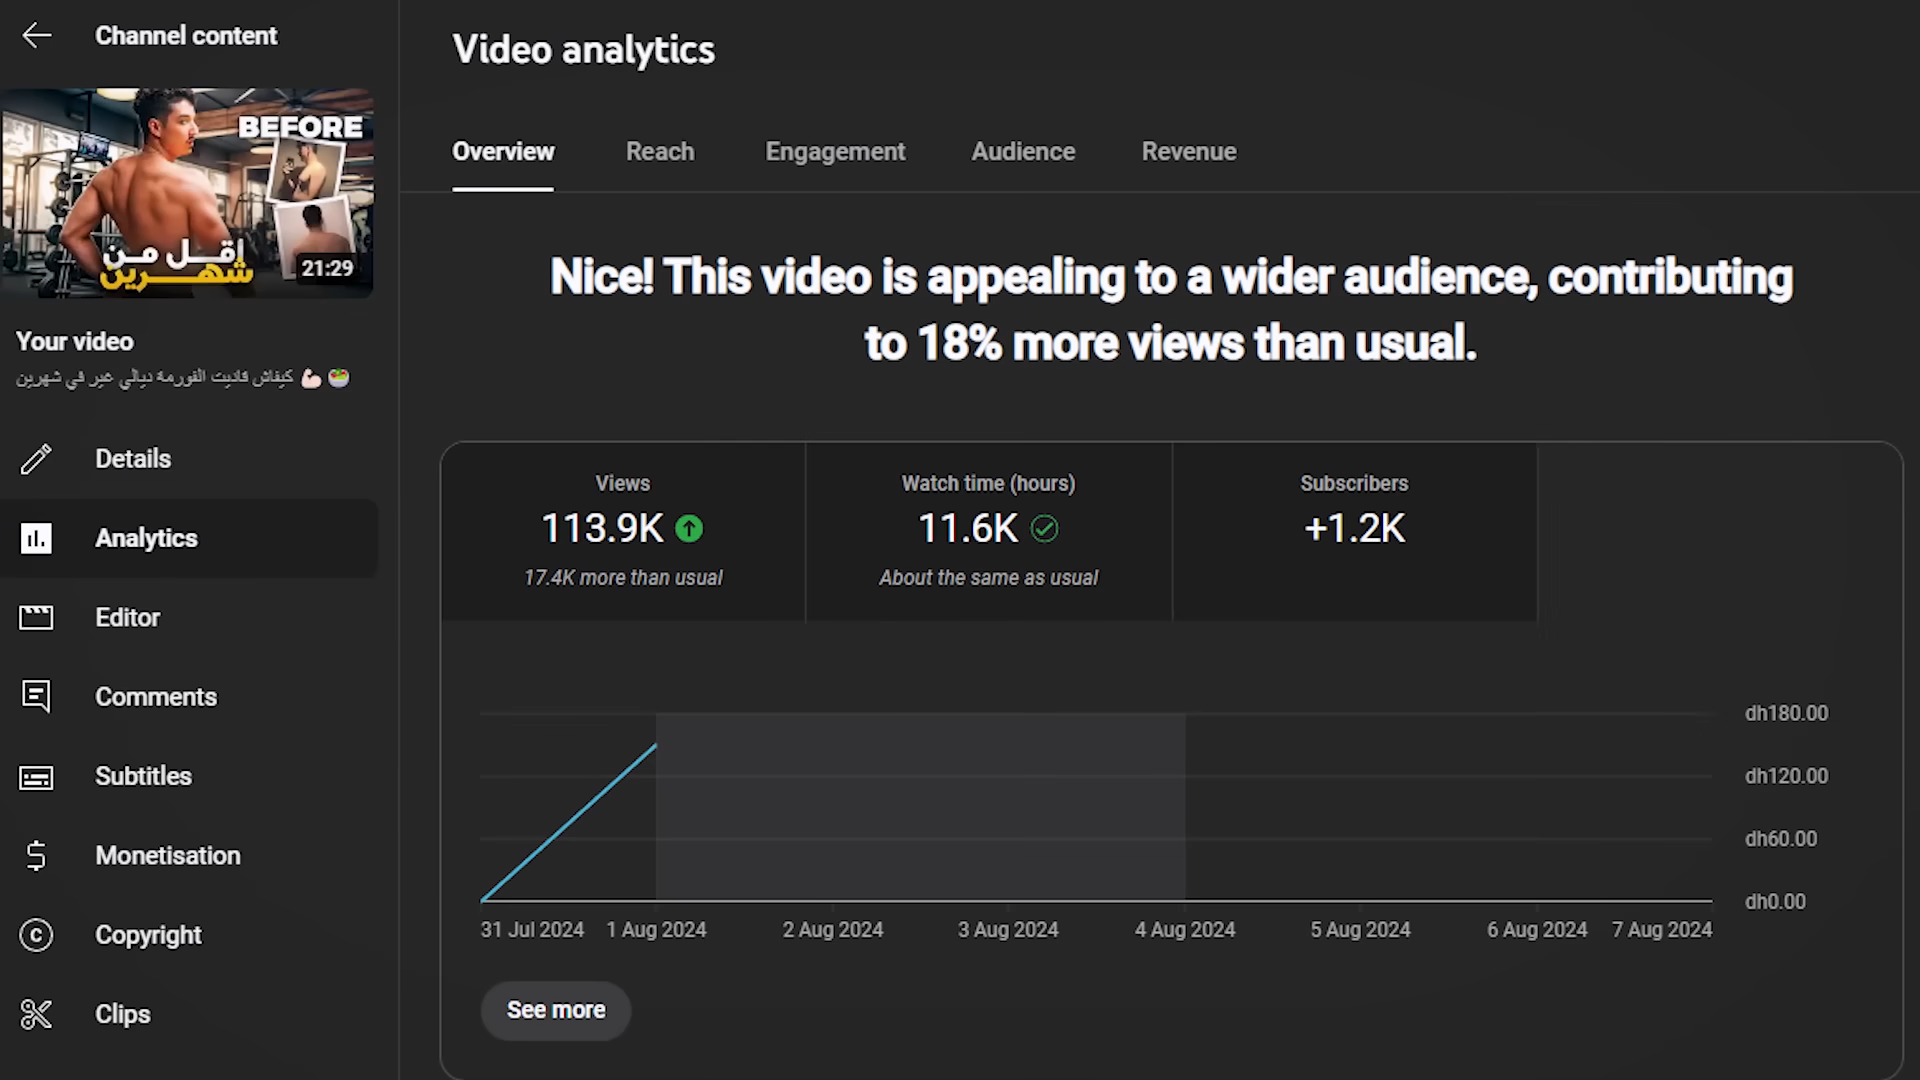 Channel content
BEFORE
أقل من
شهرين
21:29
Your video
كيفاش قاديت الفورمة ديالي غير في شهرين 💪🏻 🥗
Details
Analytics
Editor
Comments
Subtitles
Monetisation
Copyright
Clips
Video analytics
Overview Reach Engagement Audience Revenue
Nice! This video is appealing to a wider audience, contributing
to 18% more views than usual.
Views
113.9K
17.4K more than usual
Watch time (hours)
11.6K
About the same as usual
Subscribers
+1.2K
dh180.00
dh120.00
dh60.00
dh0.00
31 Jul 2024 1 Aug 2024 2 Aug 2024 3 Aug 2024 4 Aug 2024 5 Aug 2024 6 Aug 2024 7 Aug 2024
See more